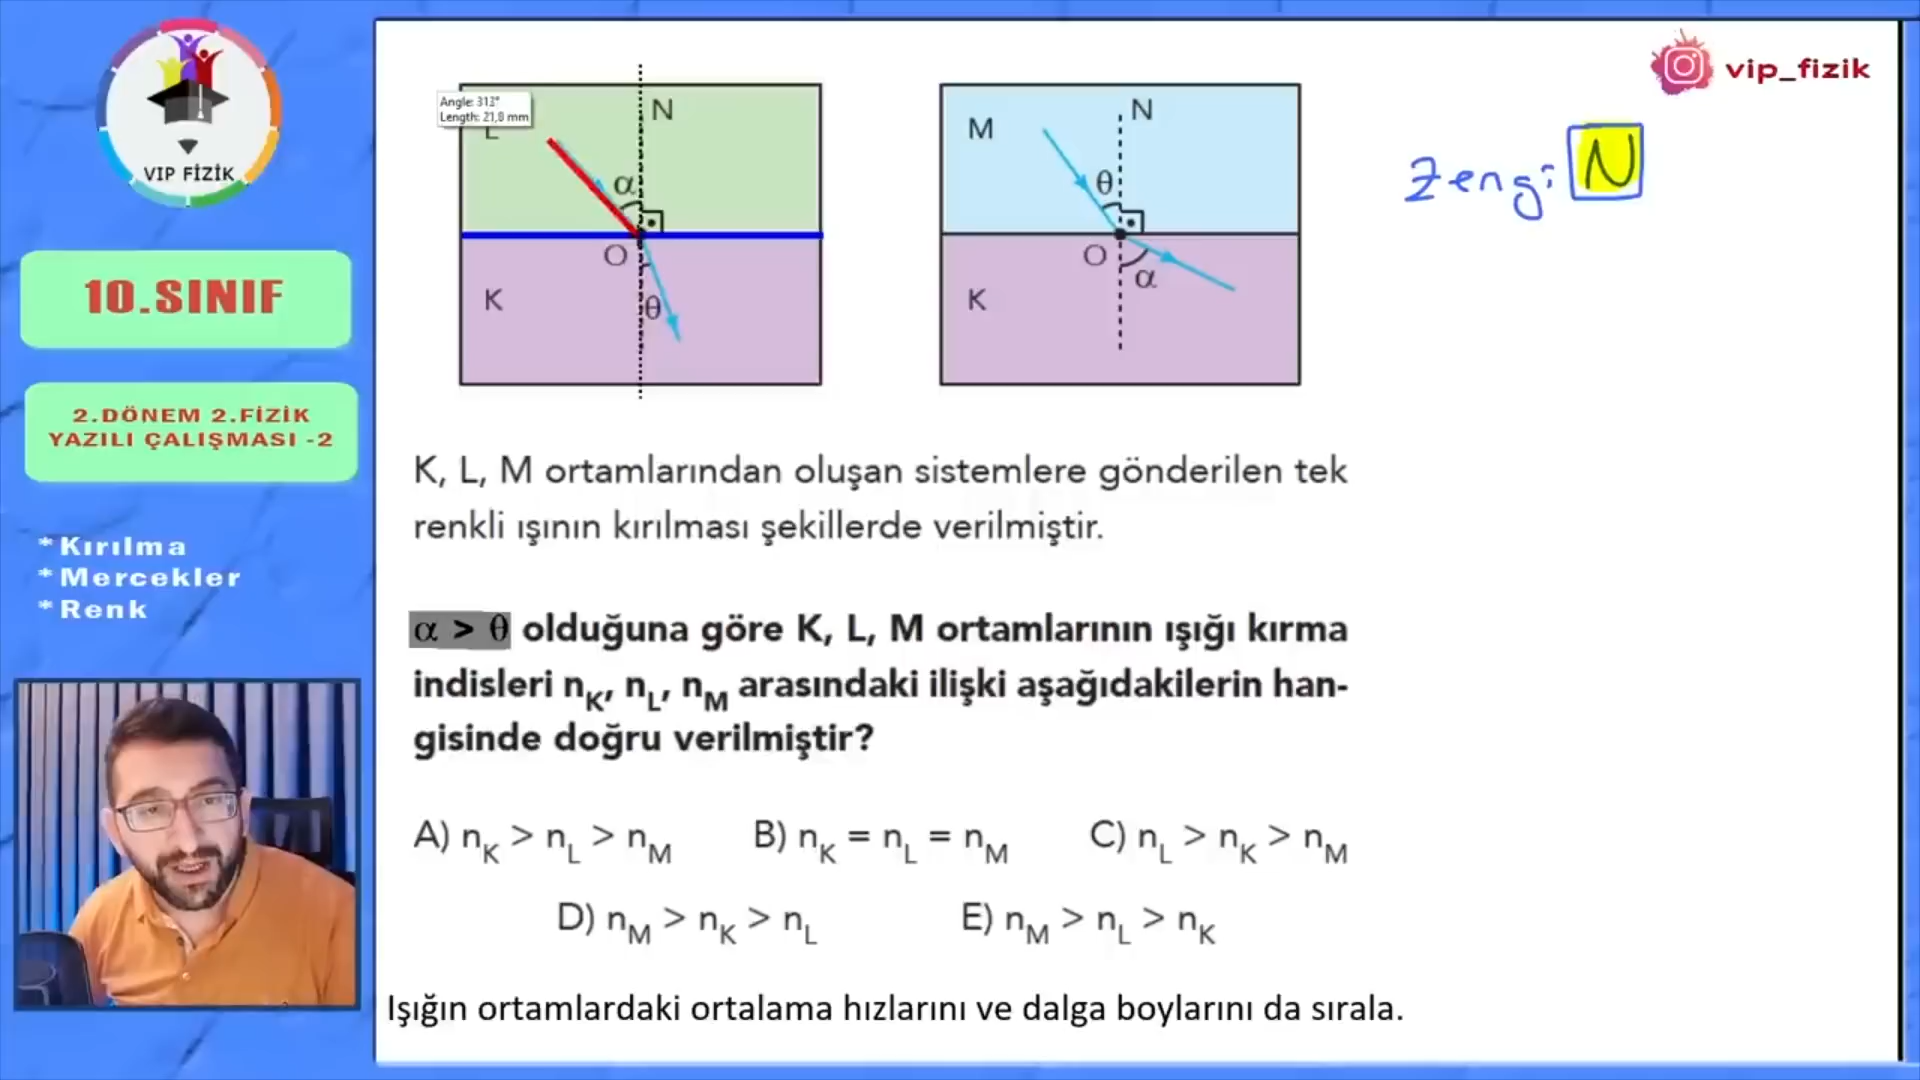 VIP FİZİK
10.SINIF
2.DÖNEM 2.FİZİK
YAZILI ÇALIŞMASI -2
* Kırılma
* Mercekler
* Renk
Angle: 313°
Length: 21,8 mm
L
N
α
O
K
θ
M
N
θ
O
α
K
vip_fizik
Zengi N
K, L, M ortamlarından oluşan sistemlere gönderilen tek
renkli ışının kırılması şekillerde verilmiştir.
α > θ olduğuna göre K, L, M ortamlarının ışığı kırma
indisleri nK, nL, nM arasındaki ilişki aşağıdakilerin han-
gisinde doğru verilmiştir?
A) nK > nL > nM B) nK = nL = nM C) nL > nK > nM
D) nM > nK > nL E) nM > nL > nK
Işığın ortamlardaki ortalama hızlarını ve dalga boylarını da sırala.